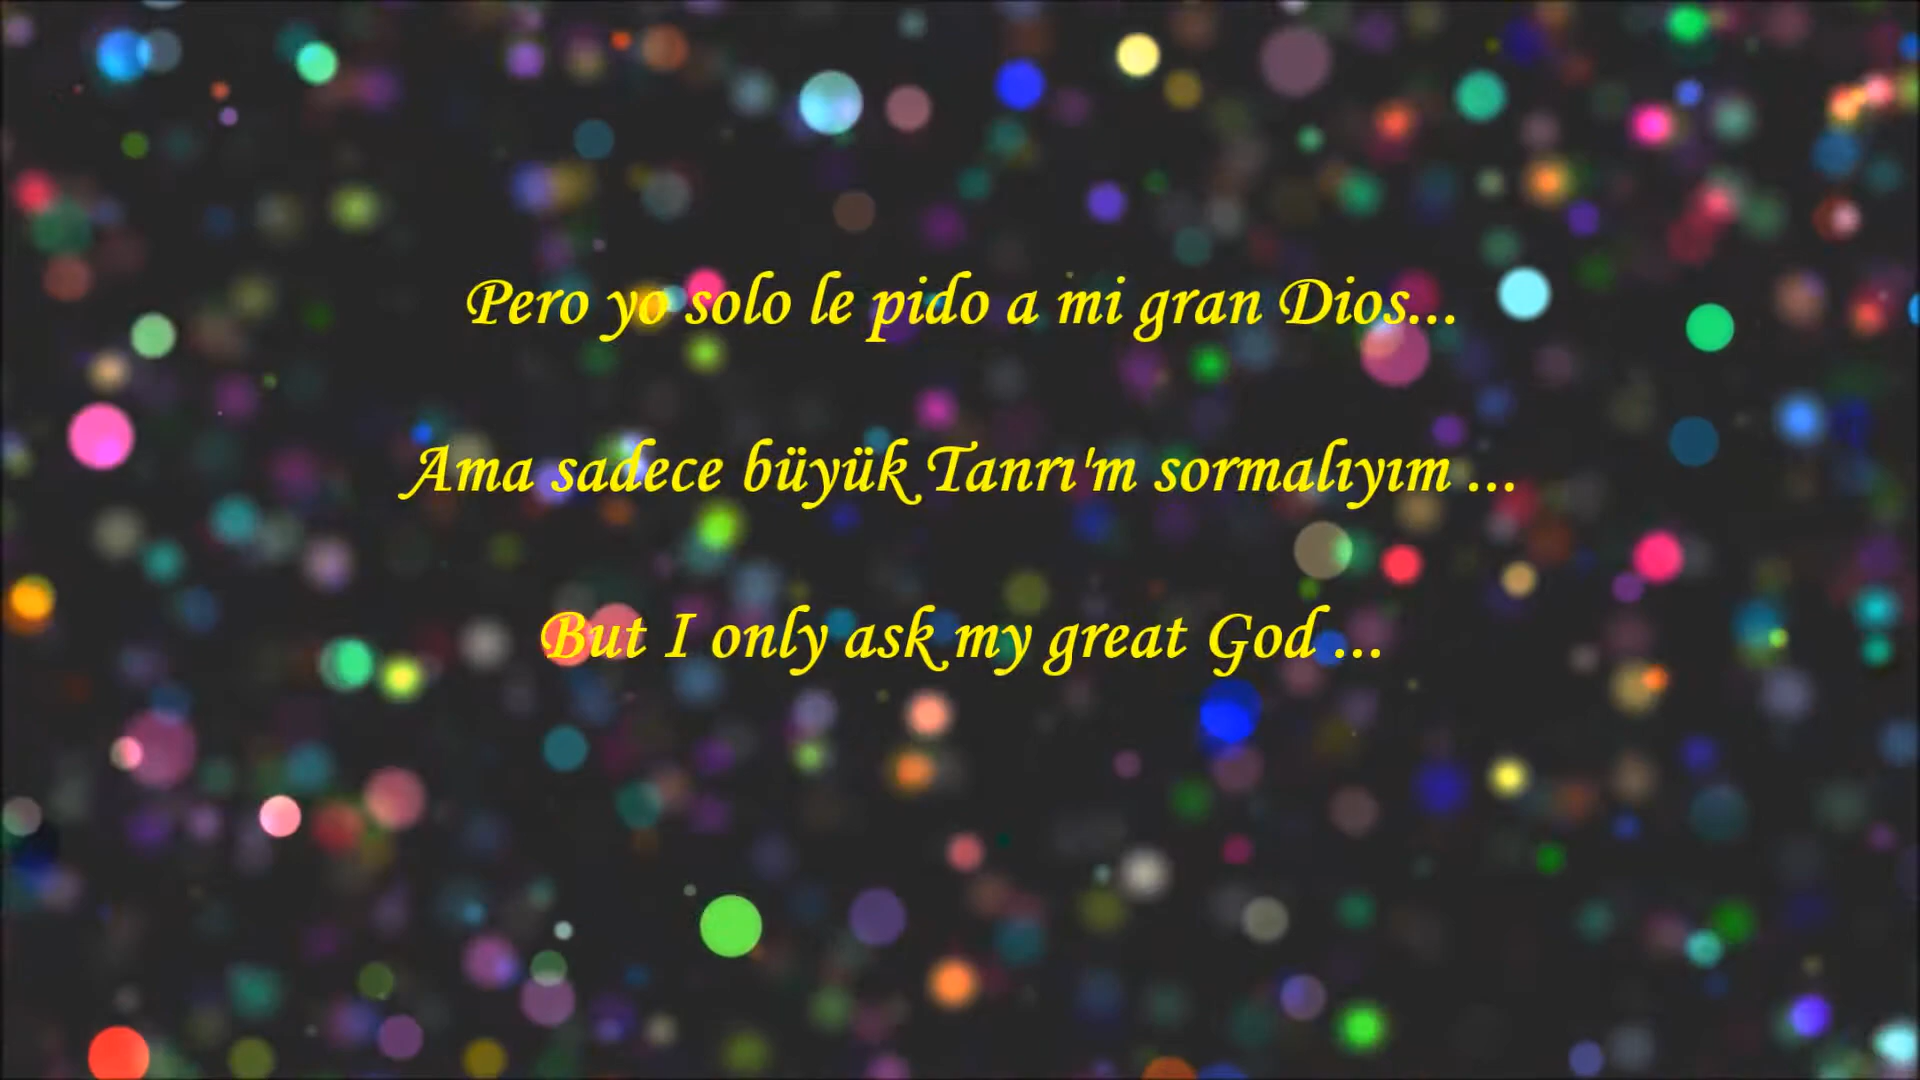 Pero yo solo le pido a mi gran Dios...
Ama sadece büyük Tanrı'm sormalıyım ...
But I only ask my great God ...